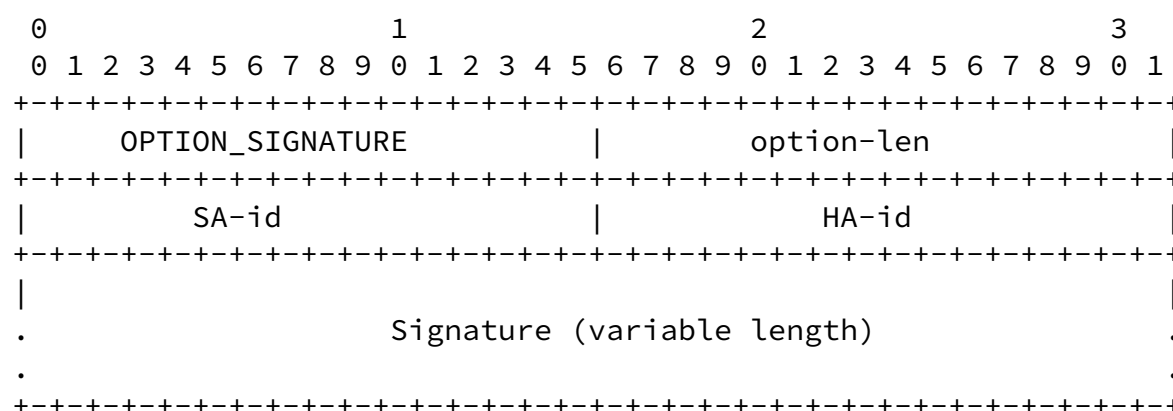 0                   1                   2                   3
0 1 2 3 4 5 6 7 8 9 0 1 2 3 4 5 6 7 8 9 0 1 2 3 4 5 6 7 8 9 0 1
+-+-+-+-+-+-+-+-+-+-+-+-+-+-+-+-+-+-+-+-+-+-+-+-+-+-+-+-+-+-+-+-+
|     OPTION_SIGNATURE          |        option-len             |
+-+-+-+-+-+-+-+-+-+-+-+-+-+-+-+-+-+-+-+-+-+-+-+-+-+-+-+-+-+-+-+-+
|         SA-id                 |            HA-id              |
+-+-+-+-+-+-+-+-+-+-+-+-+-+-+-+-+-+-+-+-+-+-+-+-+-+-+-+-+-+-+-+-+
|                                                               |
.                    Signature (variable length)                .
.                                                               .
+-+-+-+-+-+-+-+-+-+-+-+-+-+-+-+-+-+-+-+-+-+-+-+-+-+-+-+-+-+-+-+-+